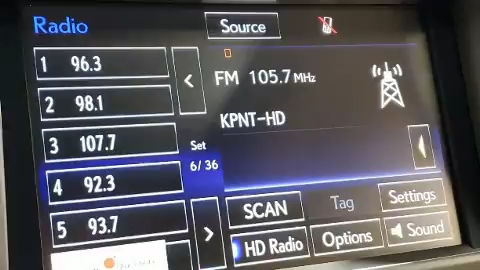 Radio
Source
1 96.3
2 98.1
3 107.7
4 92.3
5 93.7
Set
6/36
FM 105.7 MHz
KPNT-HD
SCAN
Tag
Settings
HD Radio
Options
Sound